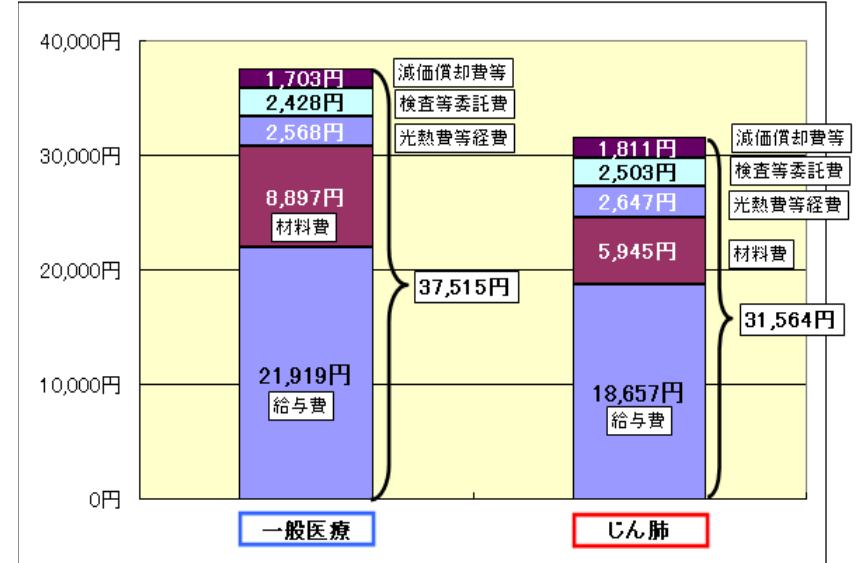 40,000円
30,000円
20,000円
10,000円
0円
1,703円
減価償却費等
2,428円
検査等委託費
2,568円
光熱費等経費
8,897円
材料費
37,515円
21,919円
給与費
一般医療
1,811円
減価償却費等
2,503円
検査等委託費
2,647円
光熱費等経費
5,945円
材料費
31,564円
18,657円
給与費
じん肺